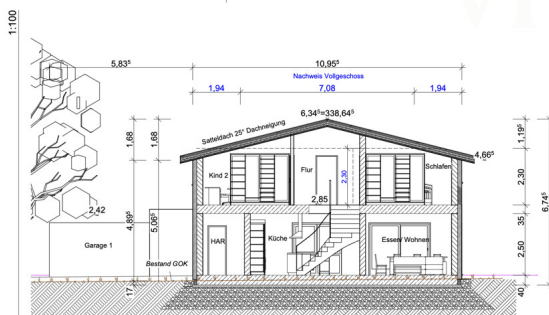 1:100
5,83⁵
10,95⁵
Nachweis Vollgeschoss
1,94
7,08
1,94
6,34⁵=338,64⁵
Satteldach 25° Dachneigung
1,68
1,68
1,19⁵
4,66⁵
Kind 2
Flur
2,30
Schlafen
2,30
6,74⁵
2,85
2,42
4,89⁵
5,06⁵
35
Garage 1
HAR
Küche
Essen/ Wohnen
2,50
Bestand GOK
17
40